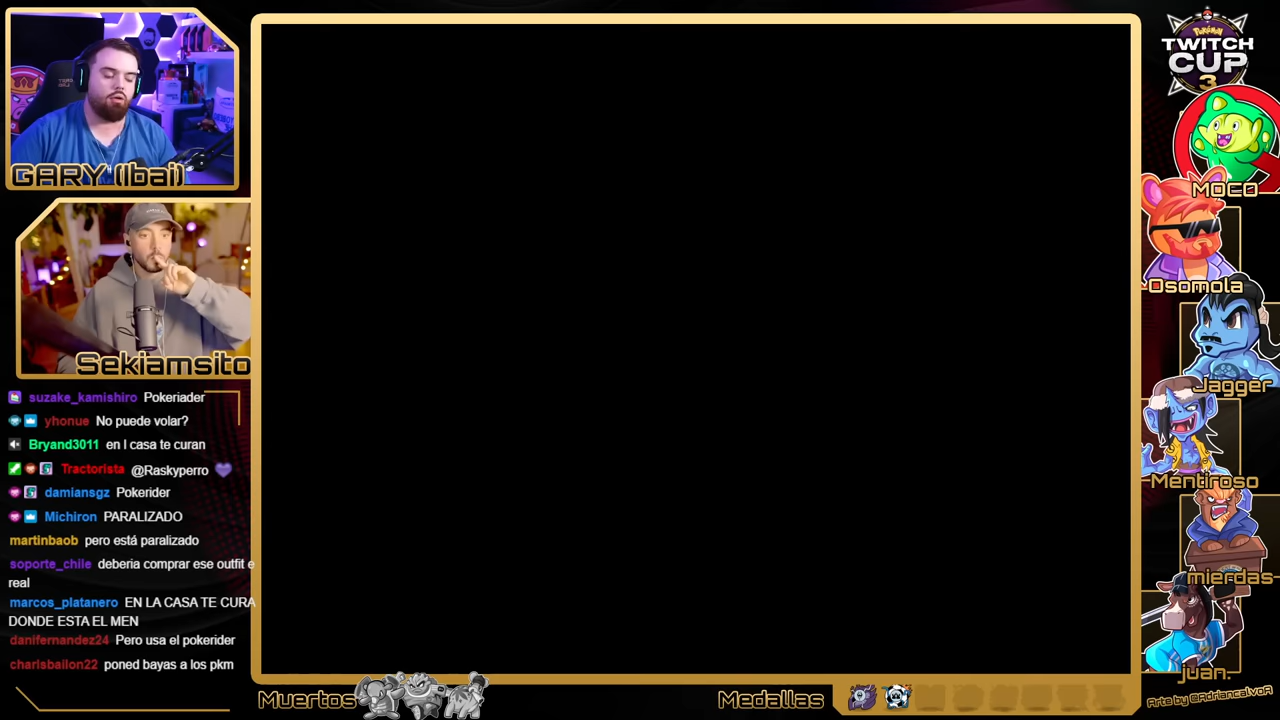 GARY (Ibai)
Sekiamsito
suzake_kamishiro Pokeriader
yhonue No puede volar?
Bryand3011 en l casa te curan
Tractorista @Raskyperro
damiansgz Pokerider
Michiron PARALIZADO
martinbaob pero está paralizado
soporte_chile deberia comprar ese outfit e
real
marcos_platanero EN LA CASA TE CURA
DONDE ESTA EL MEN
danifernandez24 Pero usa el pokerider
charlsbailon22 poned bayas a los pkm
Muertos
Medallas
POKéMON
TWITCH
CUP
3
MOCO
Osomola
Jagger
Mentiroso
mierdas
juan.
Arte by @AdriancalvoA